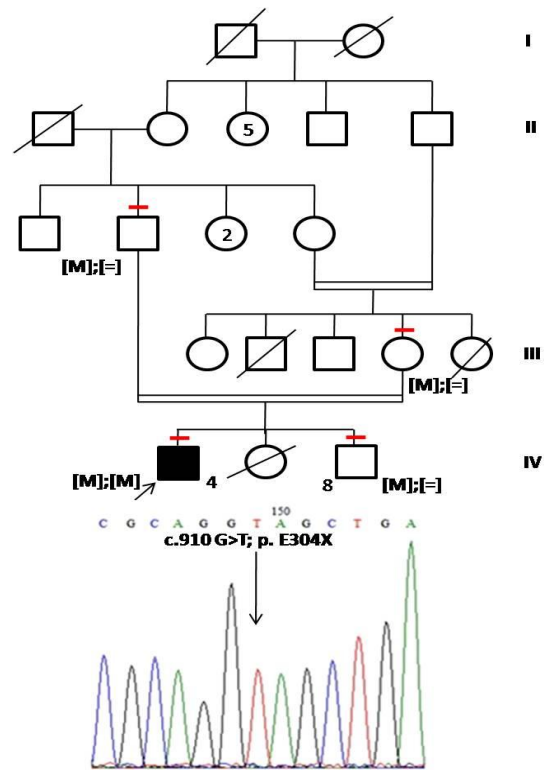 I
5
II
2
[M];[=]
III
[M];[=]
[M];[M]
4
8
[M];[=]
IV
150
C G C A G G T A G C T G A
c.910 G>T; p. E304X